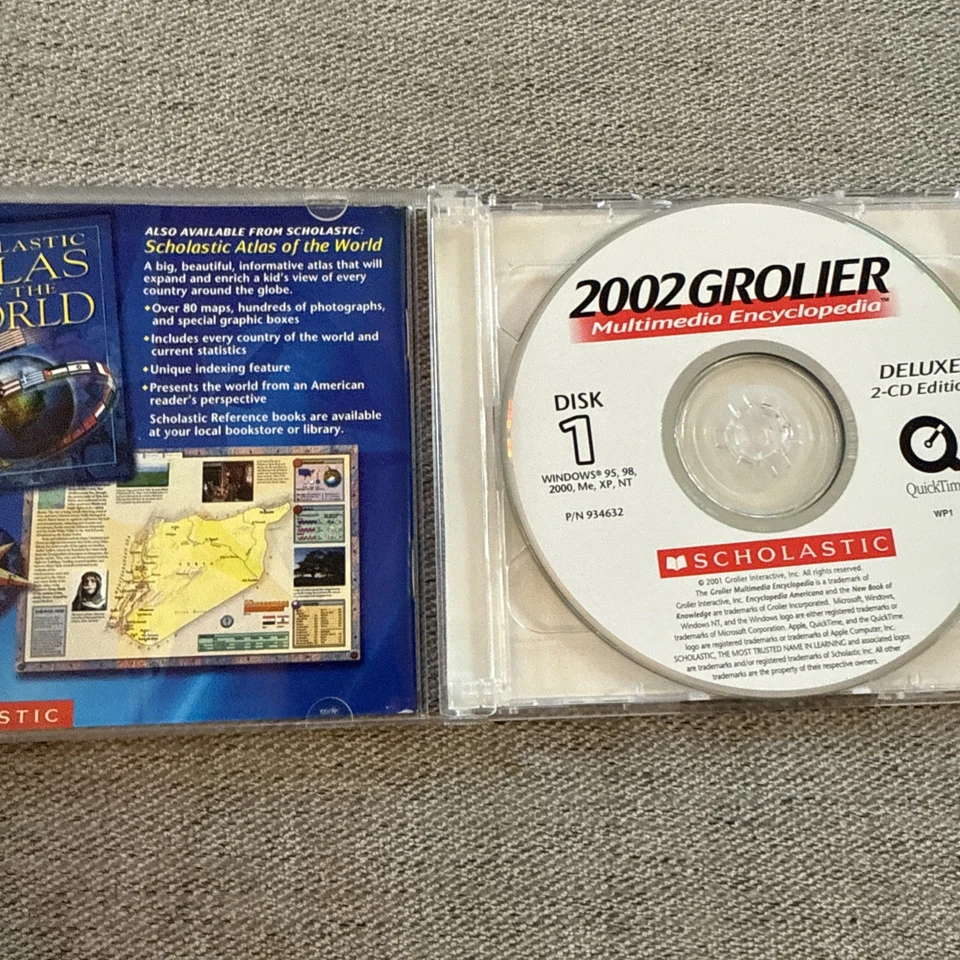 LASTIC
LAS
THE
ORLD
ALSO AVAILABLE FROM SCHOLASTIC:
Scholastic Atlas of the World
A big, beautiful, informative atlas that will
expand and enrich a kid's view of every
country around the globe.
Over 80 maps, hundreds of photographs,
and special graphic boxes
Includes every country of the world and
current statistics
Unique indexing feature
Presents the world from an American
reader's perspective
Scholastic Reference books are available
at your local bookstore or library.
SYRIA
STIC
2002 GROLIER
Multimedia Encyclopedia™
DELUXE
2-CD Editio
DISK
1
WINDOWS® 95, 98,
2000, Me, XP, NT
P/N 934632
QuickTim
WP1
SCHOLASTIC
© 2001 Grolier Interactive, Inc. All rights reserved.
The Grolier Multimedia Encyclopedia is a trademark of
Grolier Interactive, Inc. Encyclopedia Americana and the New Book of
Knowledge are trademarks of Grolier Incorporated. Microsoft, Windows,
Windows NT, and the Windows logo are either registered trademarks or
trademarks of Microsoft Corporation. Apple, QuickTime, and the QuickTime
logo are registered trademarks or trademarks of Apple Computer, Inc.
SCHOLASTIC, THE MOST TRUSTED NAME IN LEARNING and associated logos
are trademarks and/or registered trademarks of Scholastic Inc. All other
trademarks are the property of their respective owners.